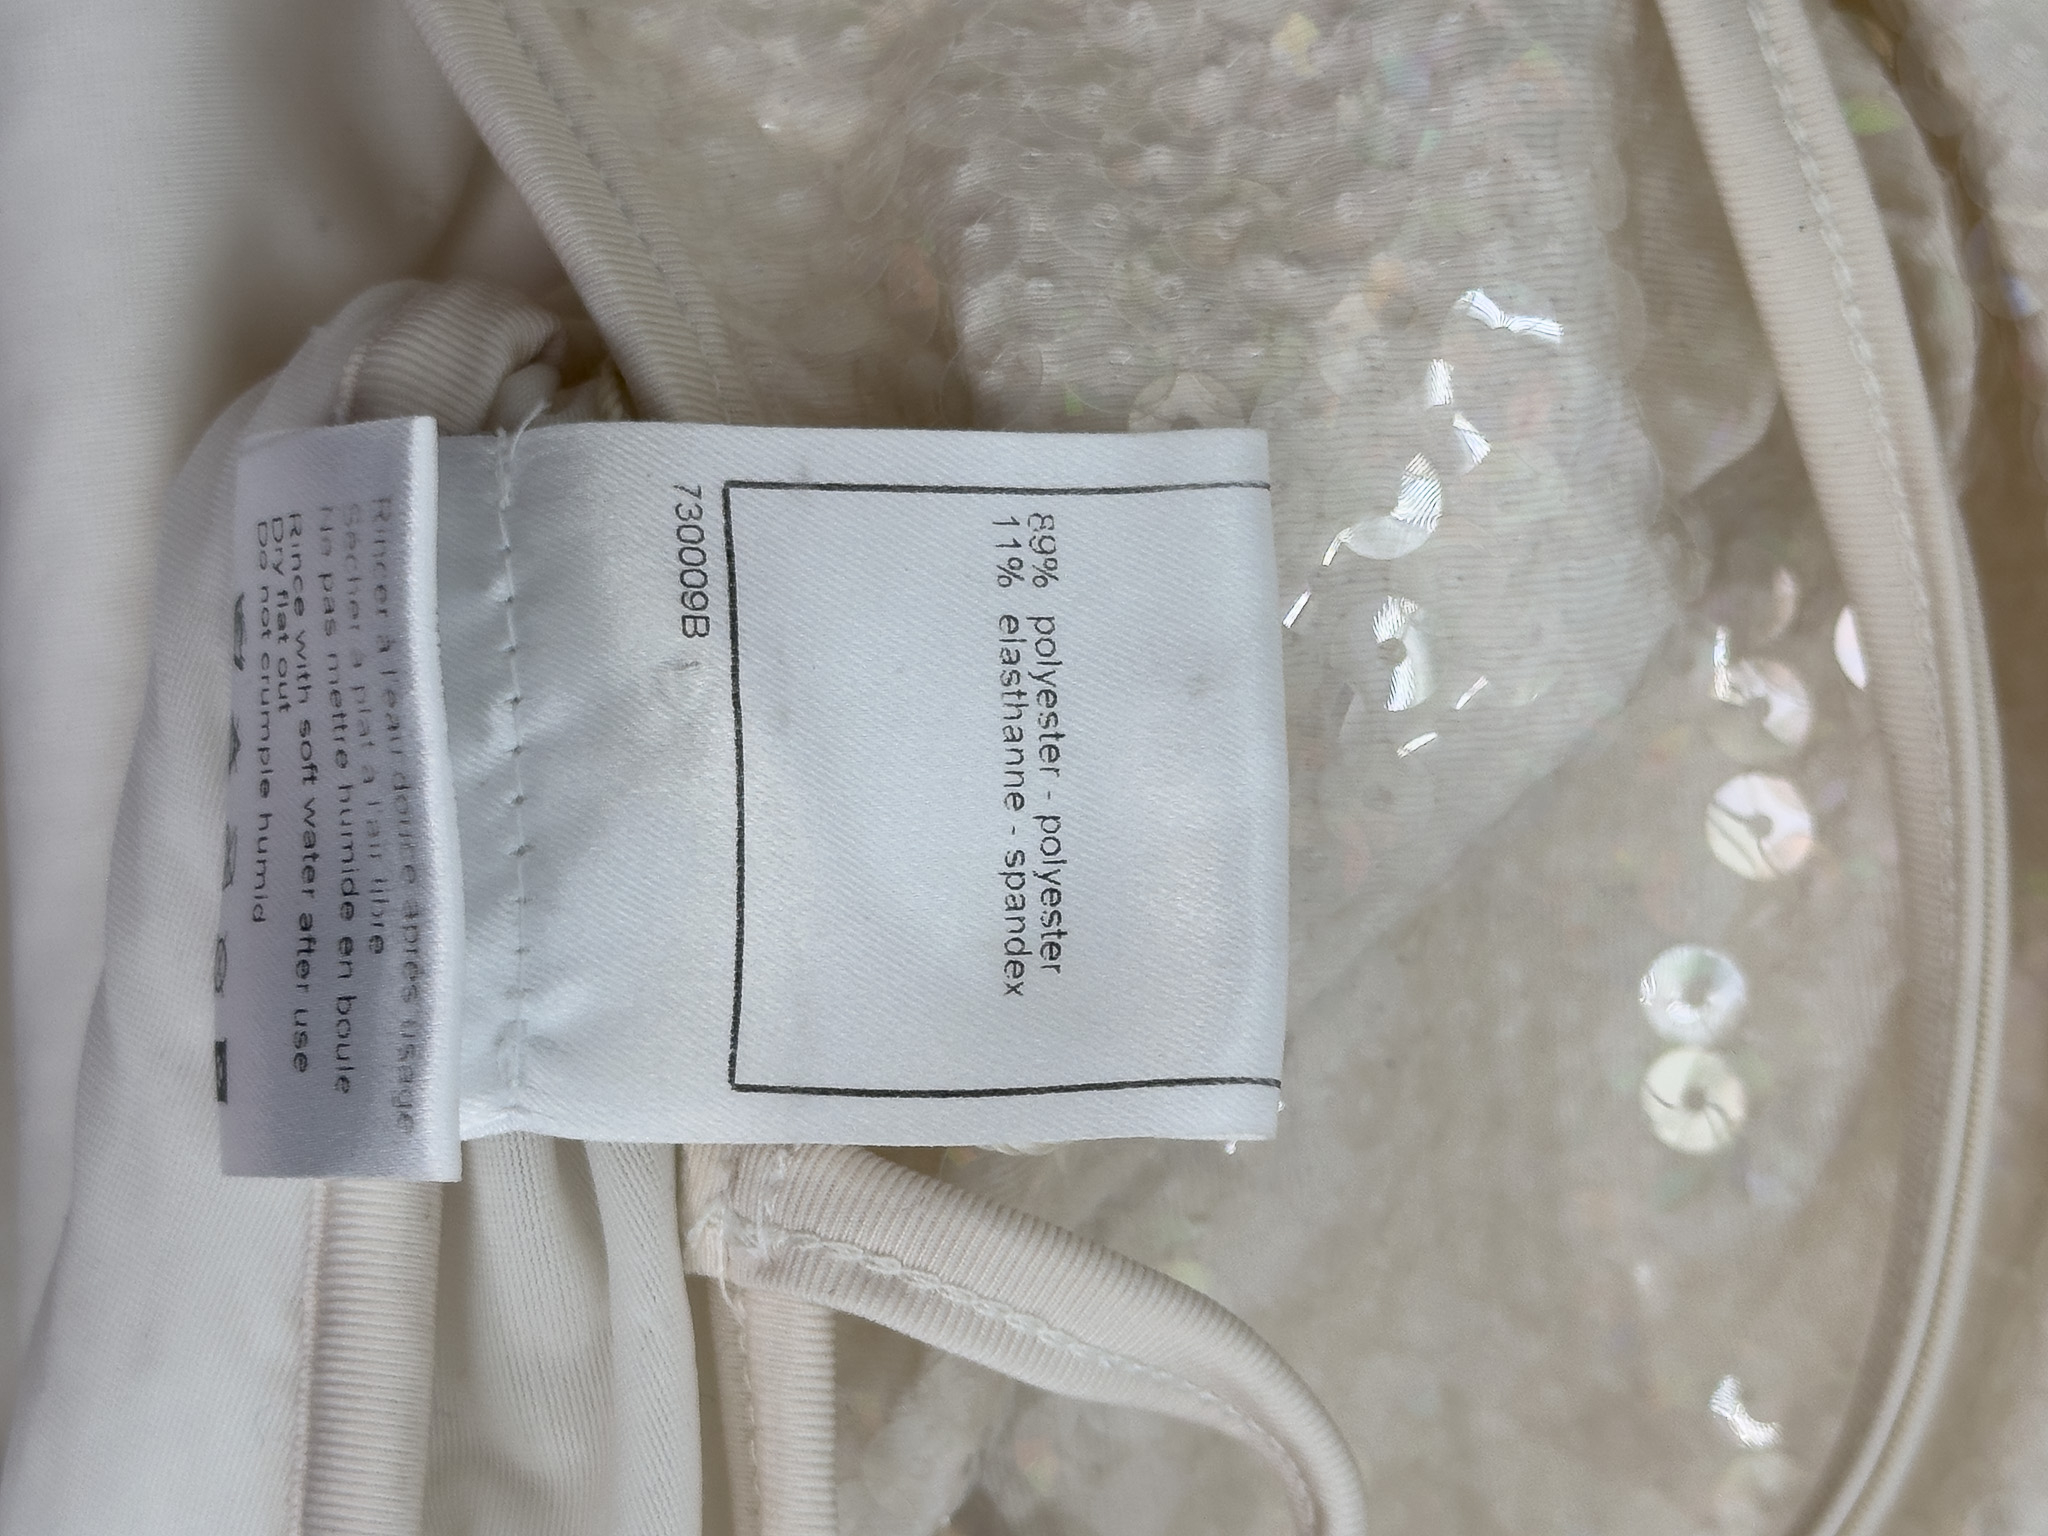 730009B
89% polyester - polyester
11% elasthanne - spandex
Rincer à l'eau douce après usage
Sécher à plat à l'air libre
Ne pas mettre humide en boule
Rince with soft water after use
Dry flat out
Do not crumple humid